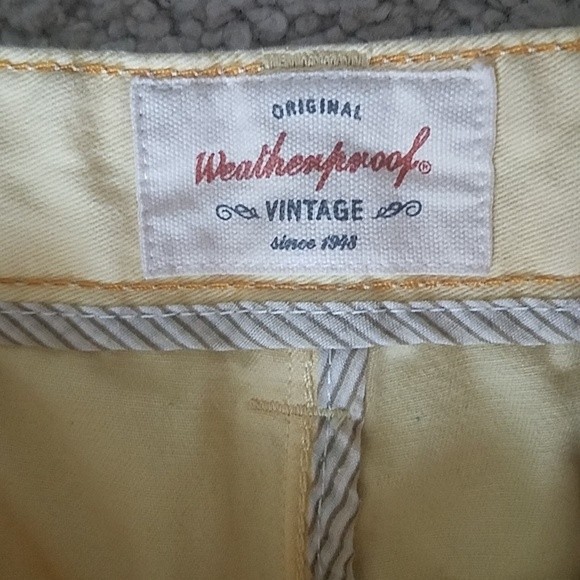 ORIGINAL
Weatherproof®
VINTAGE
since 1948